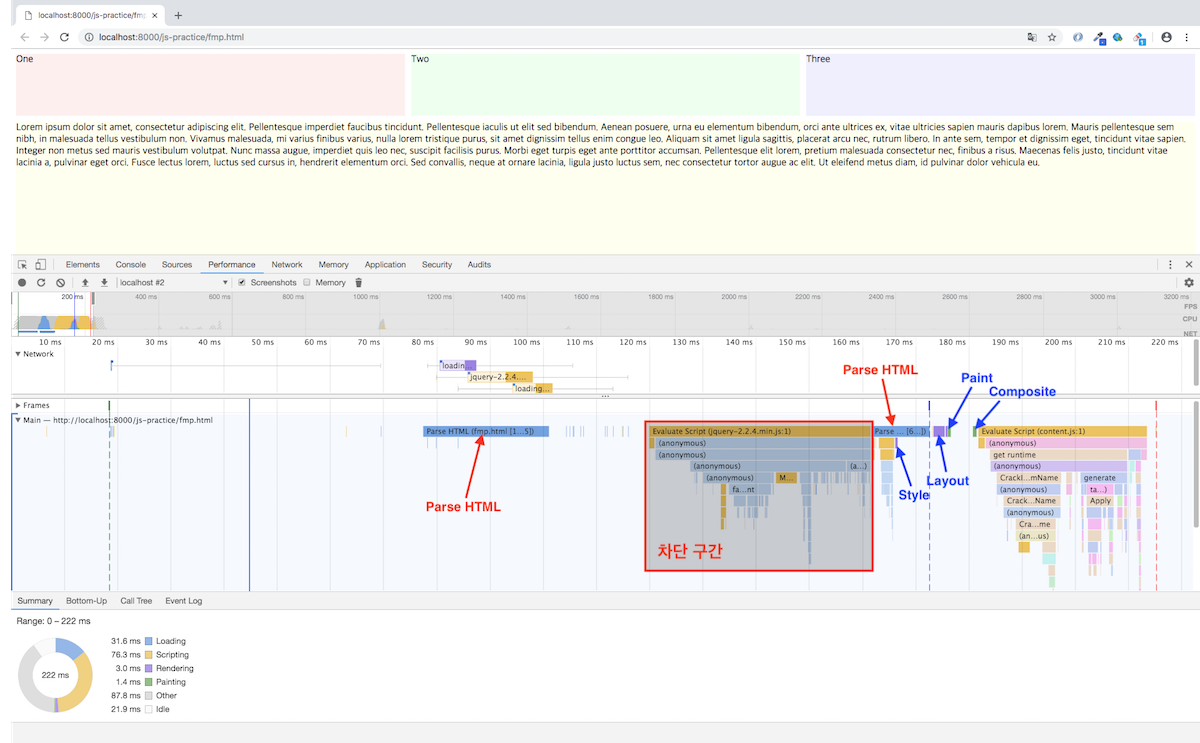 localhost:8000/js-practice/fmp
localhost:8000/js-practice/fmp.html
One
Two
Three
Lorem ipsum dolor sit amet, consectetur adipiscing elit. Pellentesque imperdiet faucibus tincidunt. Pellentesque iaculis ut elit sed bibendum. Aenean posuere, urna eu elementum bibendum, orci ante ultrices ex, vitae ultricies sapien mauris dapibus lorem. Mauris pellentesque sem
nibh, in malesuada tellus vestibulum non. Vivamus malesuada, mi varius finibus varius, nulla lorem tristique purus, sit amet dignissim tellus enim congue leo. Aliquam sit amet ligula sagittis, placerat arcu nec, rutrum libero. In ante sem, tempor et dignissim eget, tincidunt vitae sapien.
Integer non metus sed mauris vestibulum volutpat. Nunc massa augue, imperdiet quis leo nec, suscipit facilisis purus. Morbi eget turpis eget ante porttitor accumsan. Pellentesque elit lorem, pretium malesuada consectetur nec, finibus a risus. Maecenas felis justo, tincidunt vitae
lacinia a, pulvinar eget orci. Fusce lectus lorem, luctus sed cursus in, hendrerit elementum orci. Sed convallis, neque at ornare lacinia, ligula justo luctus sem, nec consectetur tortor augue ac elit. Ut eleifend metus diam, id pulvinar dolor vehicula eu.
Elements Console Sources Performance Network Memory Application Security Audits
localhost #2 Screenshots Memory
200 ms 400 ms 600 ms 800 ms 1000 ms 1200 ms 1400 ms 1600 ms 1800 ms 2000 ms 2200 ms 2400 ms 2600 ms 2800 ms 3000 ms 3200 ms
FPS
CPU
NET
10 ms 20 ms 30 ms 40 ms 50 ms 60 ms 70 ms 80 ms 90 ms 100 ms 110 ms 120 ms 130 ms 140 ms 150 ms 160 ms 170 ms 180 ms 190 ms 200 ms 210 ms 220 ms
Network
loadin...
jquery-2.2.4....
loading...
Parse HTML
Paint
Composite
Frames
Main — http://localhost:8000/js-practice/fmp.html
Parse HTML (fmp.html [1...5]) Evaluate Script (jquery-2.2.4.min.js:1) Parse ... [6...]) Evaluate Script (content.js:1)
(anonymous) (anonymous)
(anonymous) get runtime
(anonymous) (a...) (anonymous)
(anonymous) M... Crackl...mName generate
fa...nt (anonymous) ta...)
Crack...Name Apply
(anonymous)
Cra...me
(an...us)
Layout
Style
Parse HTML
차단 구간
Summary Bottom-Up Call Tree Event Log
Range: 0 – 222 ms
222 ms
31.6 ms Loading
76.3 ms Scripting
3.0 ms Rendering
1.4 ms Painting
87.8 ms Other
21.9 ms Idle